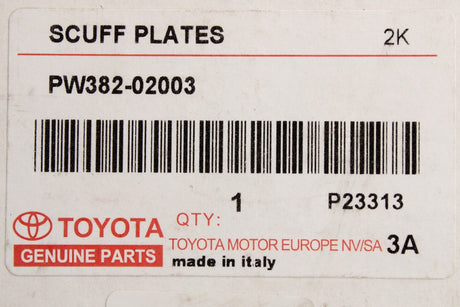 SCUFF PLATES 2K
PW382-02003
1 P23313
TOYOTA QTY:
TOYOTA MOTOR EUROPE NV/SA 3A
GENUINE PARTS made in italy